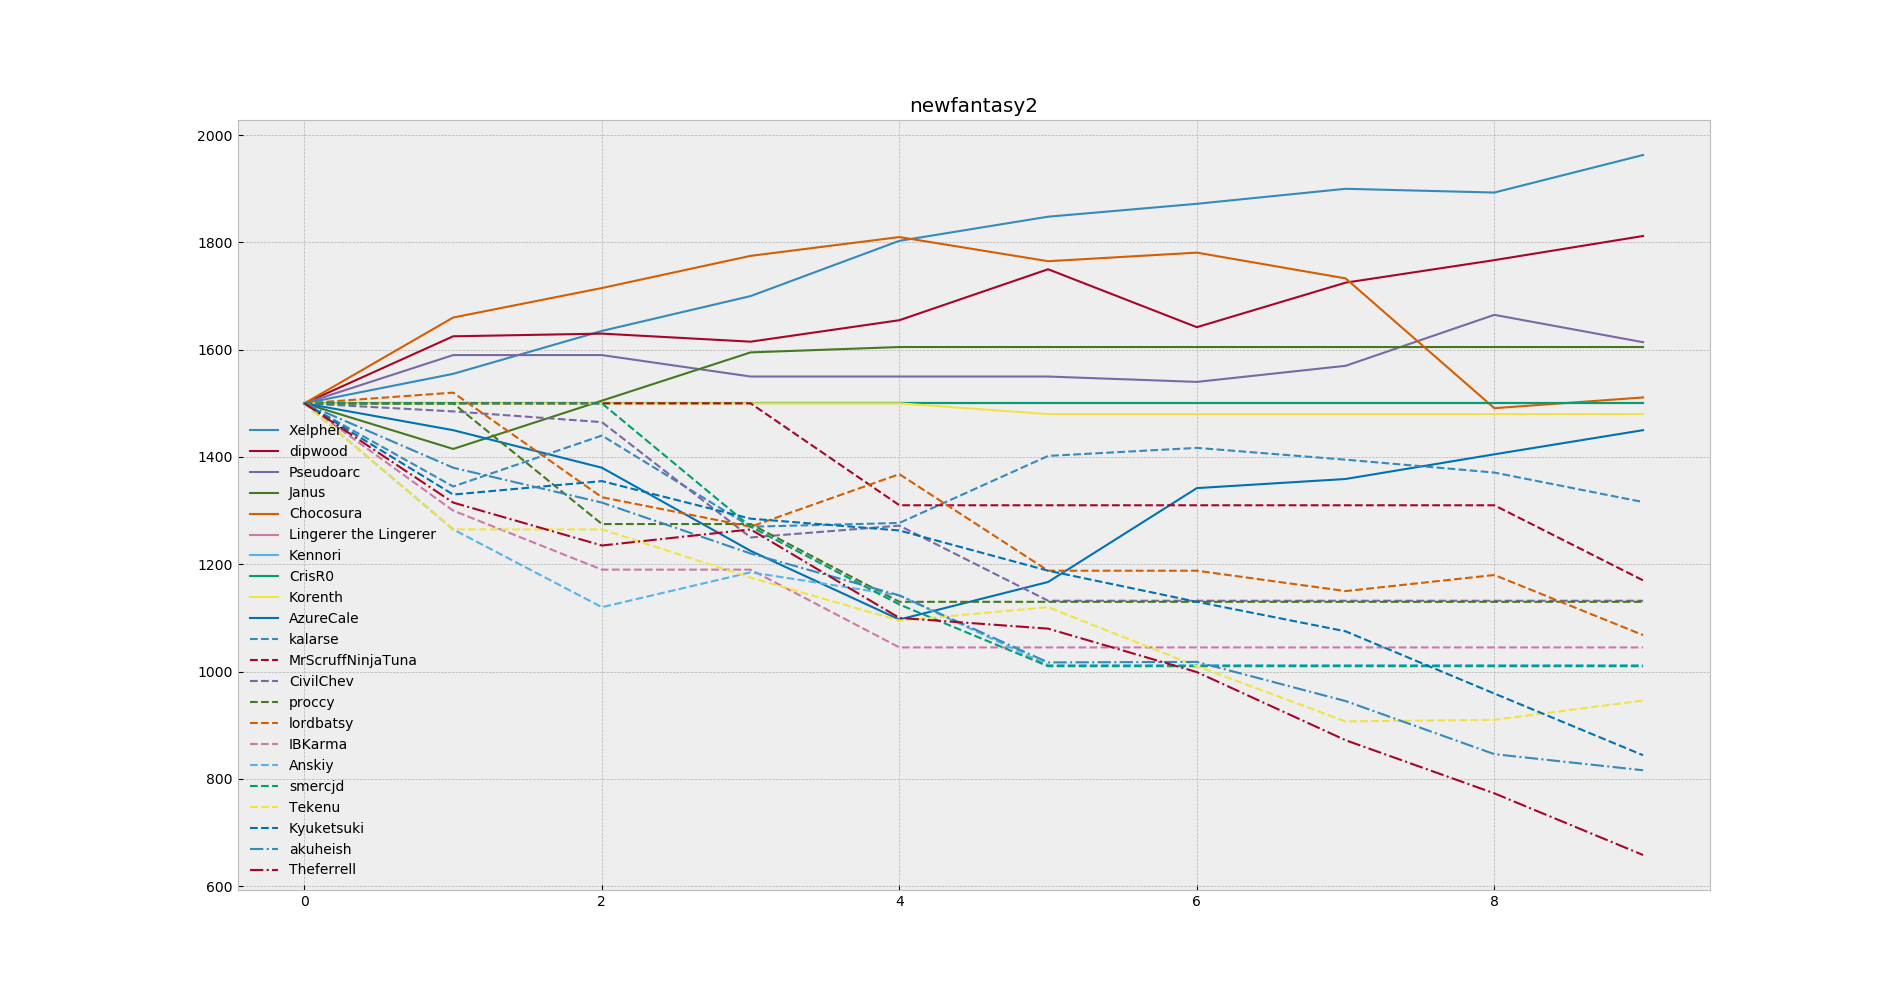 newfantasy2
2000
1800
1600
1400
1200
1000
800
600
Xelpher
dipwood
Pseudoarc
Janus
Chocosura
Lingerer the Lingerer
Kennori
CrisR0
Korenth
AzureCale
kalarse
MrScruffNinjaTuna
CivilChev
proccy
lordbatsy
IBKarma
Anskiy
smercjd
Tekenu
Kyuketsuki
akuheish
Theferrell
0 2 4 6 8